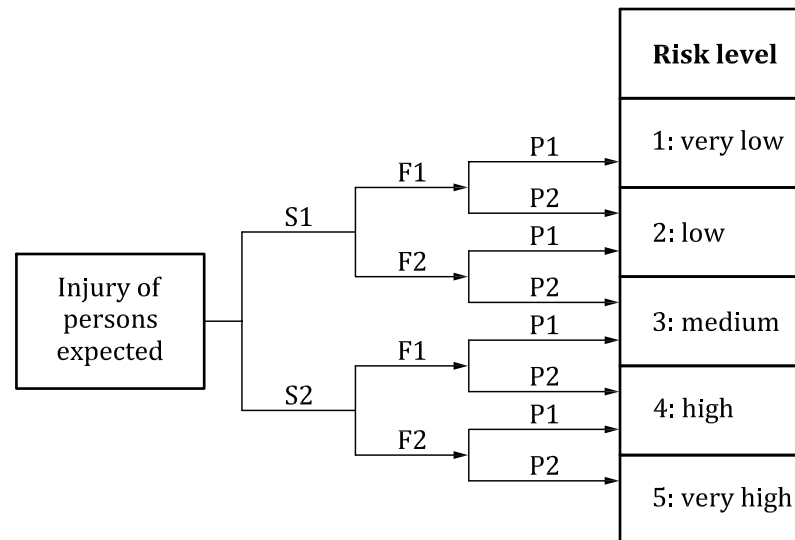 Risk level
1: very low
P1
F1
P2
S1
2: low
P1
F2
P2
Injury of
persons
expected
3: medium
P1
F1
P2
S2
4: high
P1
F2
P2
5: very high